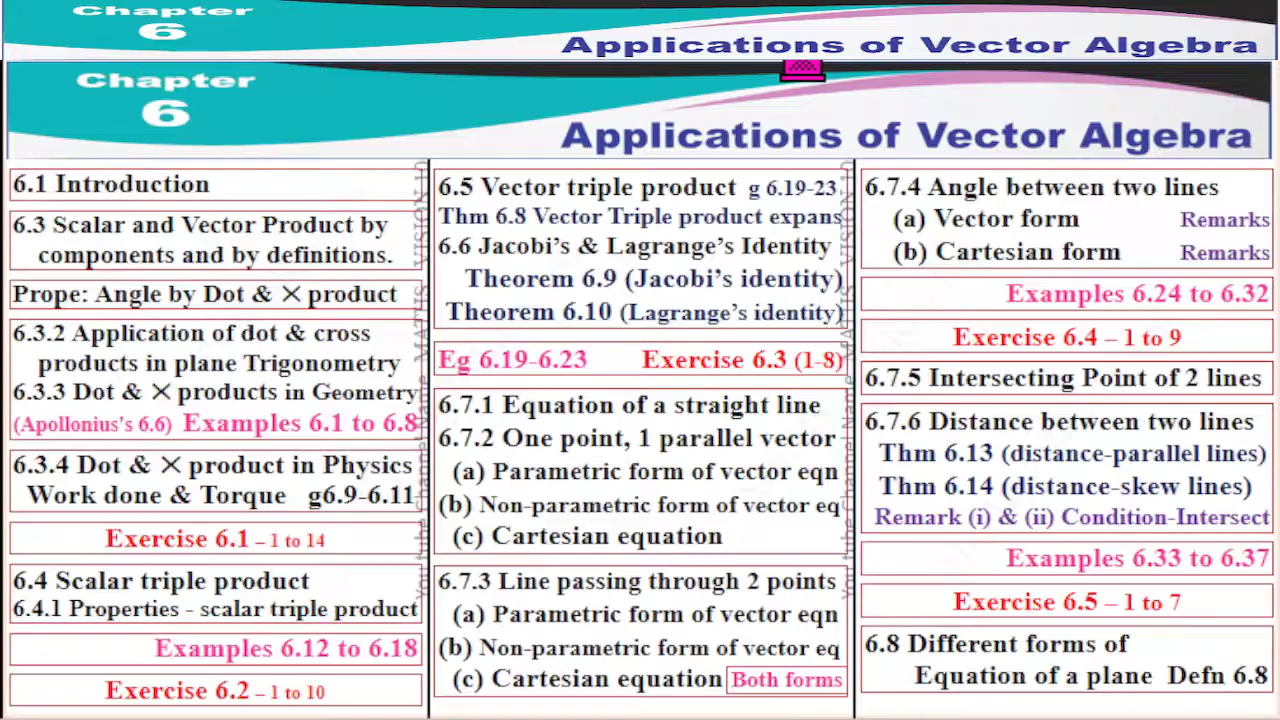 Chapter
6
Applications of Vector Algebra
Chapter
6
Applications of Vector Algebra
6.1 Introduction
6.3 Scalar and Vector Product by
components and by definitions.
Prope: Angle by Dot & × product
6.3.2 Application of dot & cross
products in plane Trigonometry
6.3.3 Dot & × products in Geometry
(Apollonius's 6.6) Examples 6.1 to 6.8
6.3.4 Dot & × product in Physics
Work done & Torque g6.9-6.11
Exercise 6.1 – 1 to 14
6.4 Scalar triple product
6.4.1 Properties - scalar triple product
Examples 6.12 to 6.18
Exercise 6.2 – 1 to 10
6.5 Vector triple product g 6.19-23
Thm 6.8 Vector Triple product expans
6.6 Jacobi's & Lagrange's Identity
Theorem 6.9 (Jacobi's identity)
Theorem 6.10 (Lagrange's identity)
Eg 6.19-6.23 Exercise 6.3 (1-8)
6.7.1 Equation of a straight line
6.7.2 One point, 1 parallel vector
(a) Parametric form of vector eqn
(b) Non-parametric form of vector eq
(c) Cartesian equation
6.7.3 Line passing through 2 points
(a) Parametric form of vector eqn
(b) Non-parametric form of vector eq
(c) Cartesian equation Both forms
6.7.4 Angle between two lines
(a) Vector form Remarks
(b) Cartesian form Remarks
Examples 6.24 to 6.32
Exercise 6.4 – 1 to 9
6.7.5 Intersecting Point of 2 lines
6.7.6 Distance between two lines
Thm 6.13 (distance-parallel lines)
Thm 6.14 (distance-skew lines)
Remark (i) & (ii) Condition-Intersect
Examples 6.33 to 6.37
Exercise 6.5 – 1 to 7
6.8 Different forms of
Equation of a plane Defn 6.8